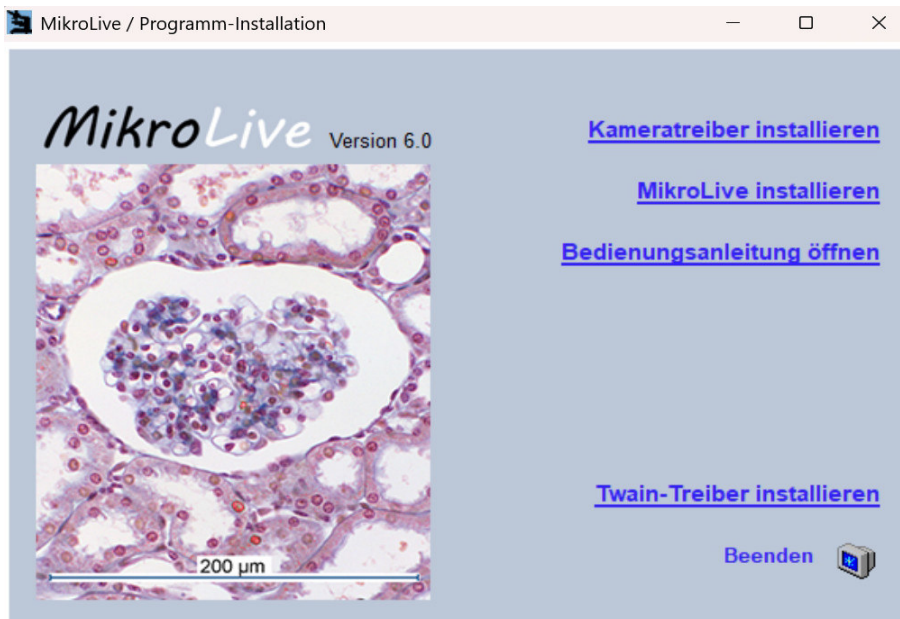 MikroLive / Programm-Installation
MikroLive Version 6.0
Kameratreiber installieren
MikroLive installieren
Bedienungsanleitung öffnen
200 µm
Twain-Treiber installieren
Beenden